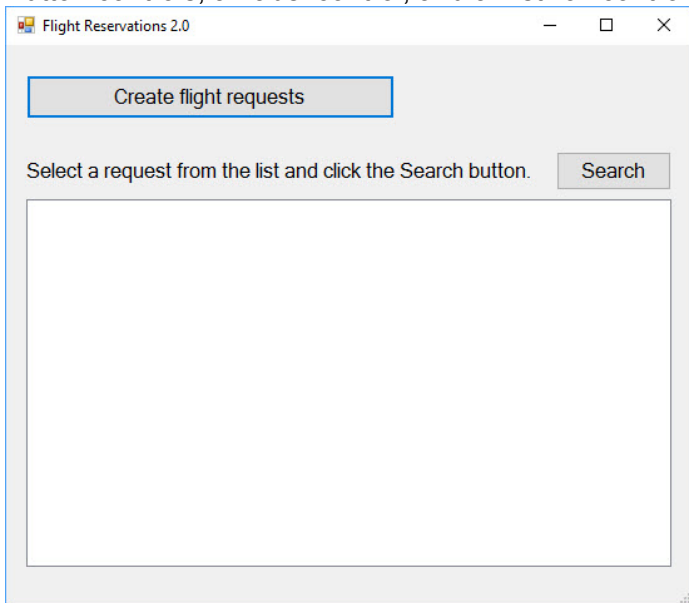 Flight Reservations 2.0
Create flight requests
Select a request from the list and click the Search button.
Search